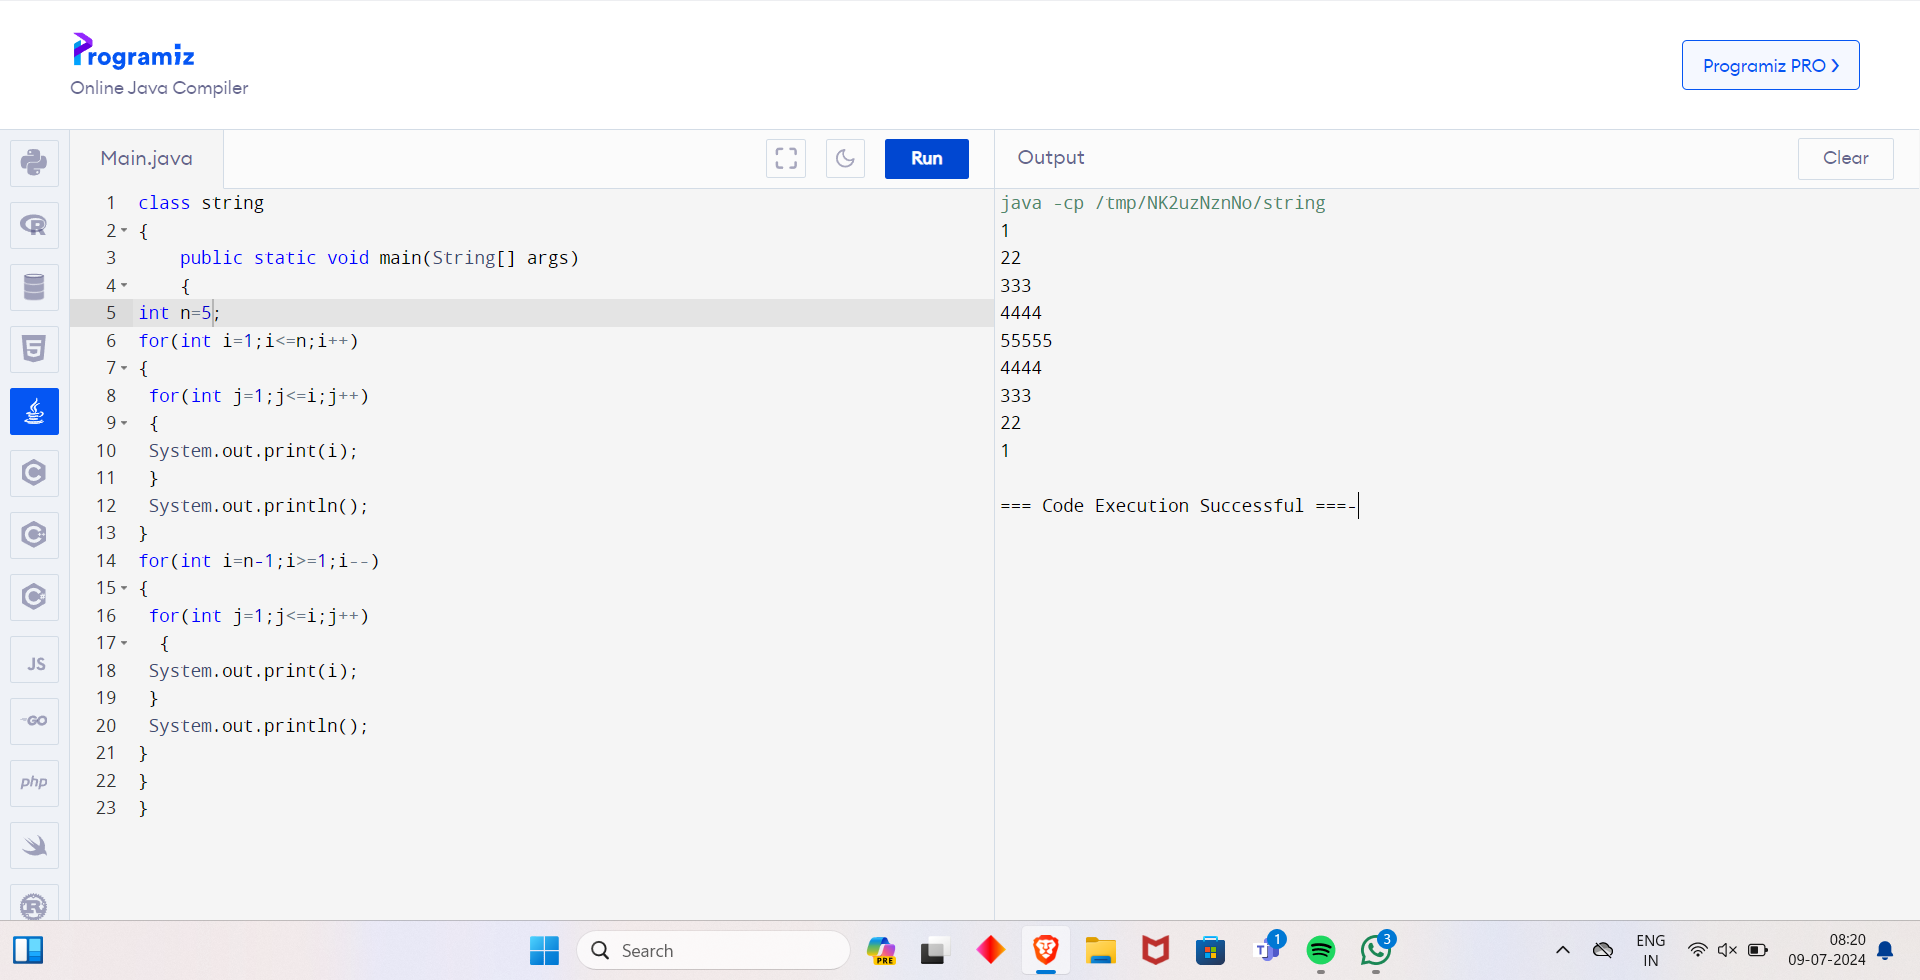 Programiz
Online Java Compiler
Programiz PRO
Main.java
Run
Output
Clear
1 class string
2 {
3     public static void main(String[] args)
4     {
5 int n=5;
6 for(int i=1;i<=n;i++)
7 {
8  for(int j=1;j<=i;j++)
9  {
10  System.out.print(i);
11  }
12  System.out.println();
13 }
14 for(int i=n-1;i>=1;i--)
15 {
16  for(int j=1;j<=i;j++)
17   {
18  System.out.print(i);
19  }
20  System.out.println();
21 }
22 }
23 }
java -cp /tmp/NK2uzNznNo/string
1
22
333
4444
55555
4444
333
22
1
=== Code Execution Successful ===-
R
5
C
C
C
JS
GO
php
R
Search
PRE
T
1
3
ENG
IN
08:20
09-07-2024